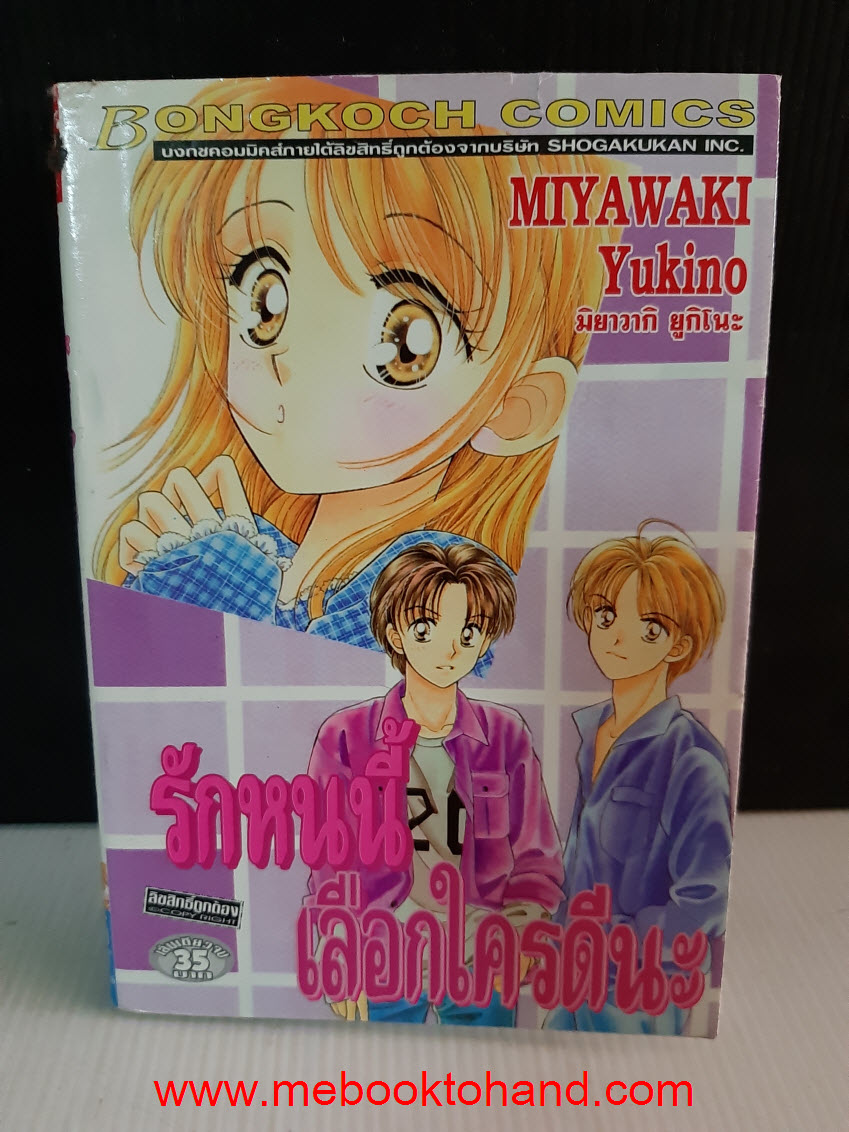 BONGKOCH COMICS
บงกชคอมมิคส์ภายใต้ลิขสิทธิ์ถูกต้องจากบริษัท SHOGAKUKAN INC.
MIYAWAKI
Yukino
มิยาวากิ ยูกิโนะ
20
รักหนนี้
เลือกใครดีนะ
ลิขสิทธิ์ถูกต้อง
©COPY RIGHT
35
บาท
www.mebooktohand.com